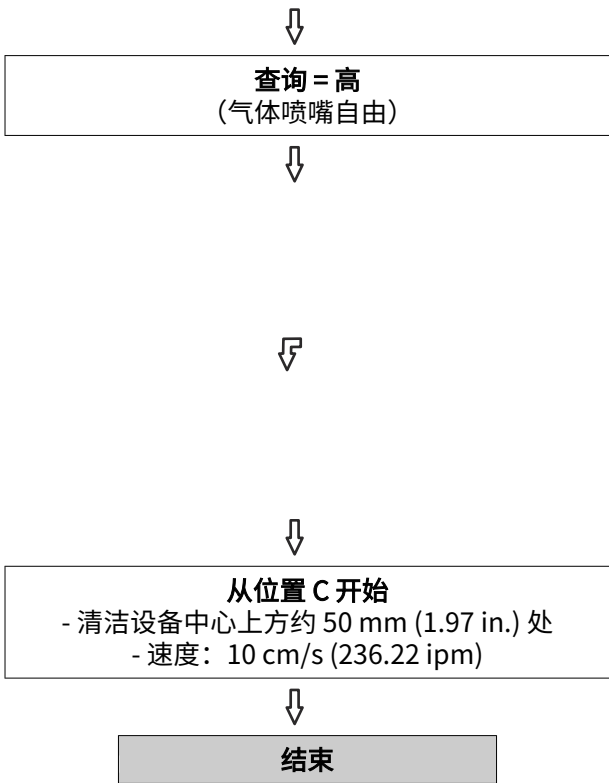 查询 = 高
（气体喷嘴自由）
从位置 C 开始
- 清洁设备中心上方约 50 mm (1.97 in.) 处
- 速度：10 cm/s (236.22 ipm)
结束